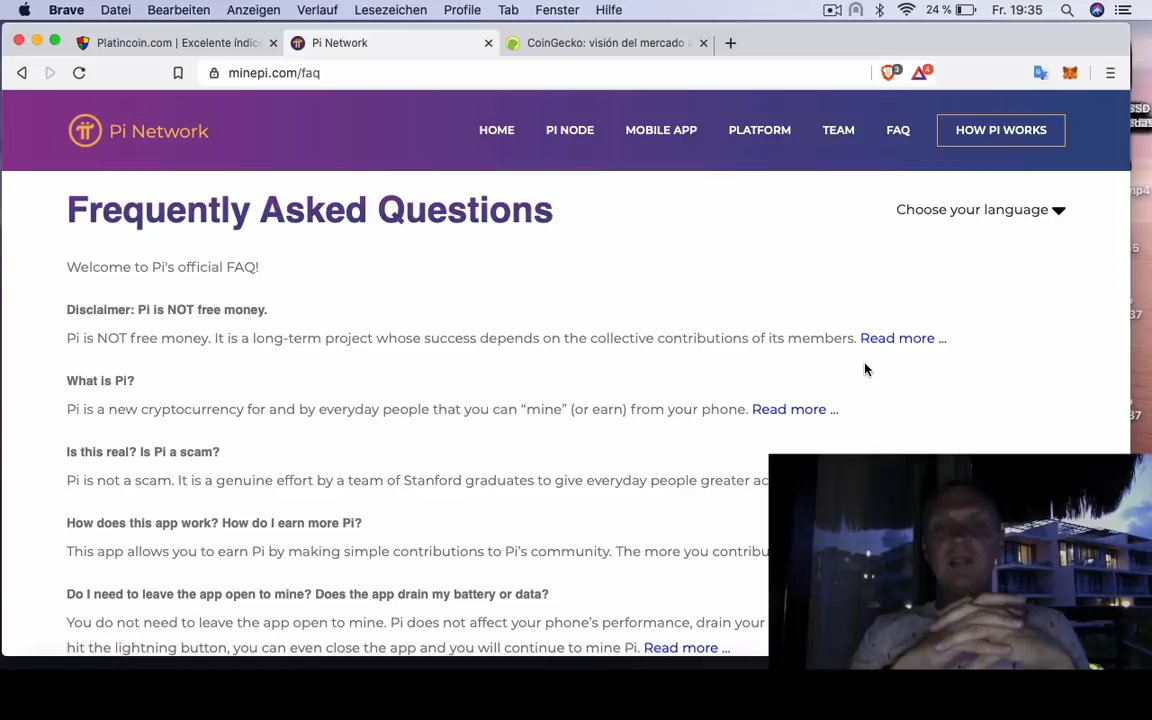 Brave Datei Bearbeiten Anzeigen Verlauf Lesezeichen Profile Tab Fenster Hilfe 24 % Fr. 19:35
Platincoin.com | Excelente índic Pi Network CoinGecko: visión del mercado
minepi.com/faq 3 4
Pi Network HOME PI NODE MOBILE APP PLATFORM TEAM FAQ HOW PI WORKS
Frequently Asked Questions Choose your language
Welcome to Pi's official FAQ!
Disclaimer: Pi is NOT free money.
Pi is NOT free money. It is a long-term project whose success depends on the collective contributions of its members. Read more ...
What is Pi?
Pi is a new cryptocurrency for and by everyday people that you can “mine” (or earn) from your phone. Read more ...
Is this real? Is Pi a scam?
Pi is not a scam. It is a genuine effort by a team of Stanford graduates to give everyday people greater ac
How does this app work? How do I earn more Pi?
This app allows you to earn Pi by making simple contributions to Pi's community. The more you contribu
Do I need to leave the app open to mine? Does the app drain my battery or data?
You do not need to leave the app open to mine. Pi does not affect your phone's performance, drain your
hit the lightning button, you can even close the app and you will continue to mine Pi. Read more ...